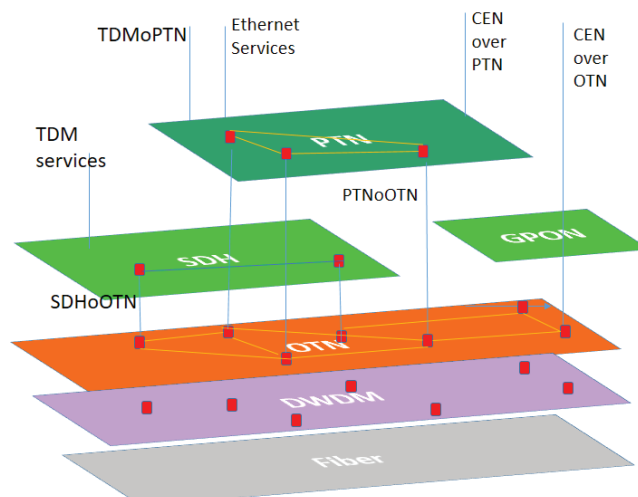 TDMoPTN
Ethernet
Services
CEN
over
PTN
CEN
over
OTN
TDM
services
PTN
PTNoOTN
SDH
GPON
SDHoOTN
OTN
DWDM
Fiber